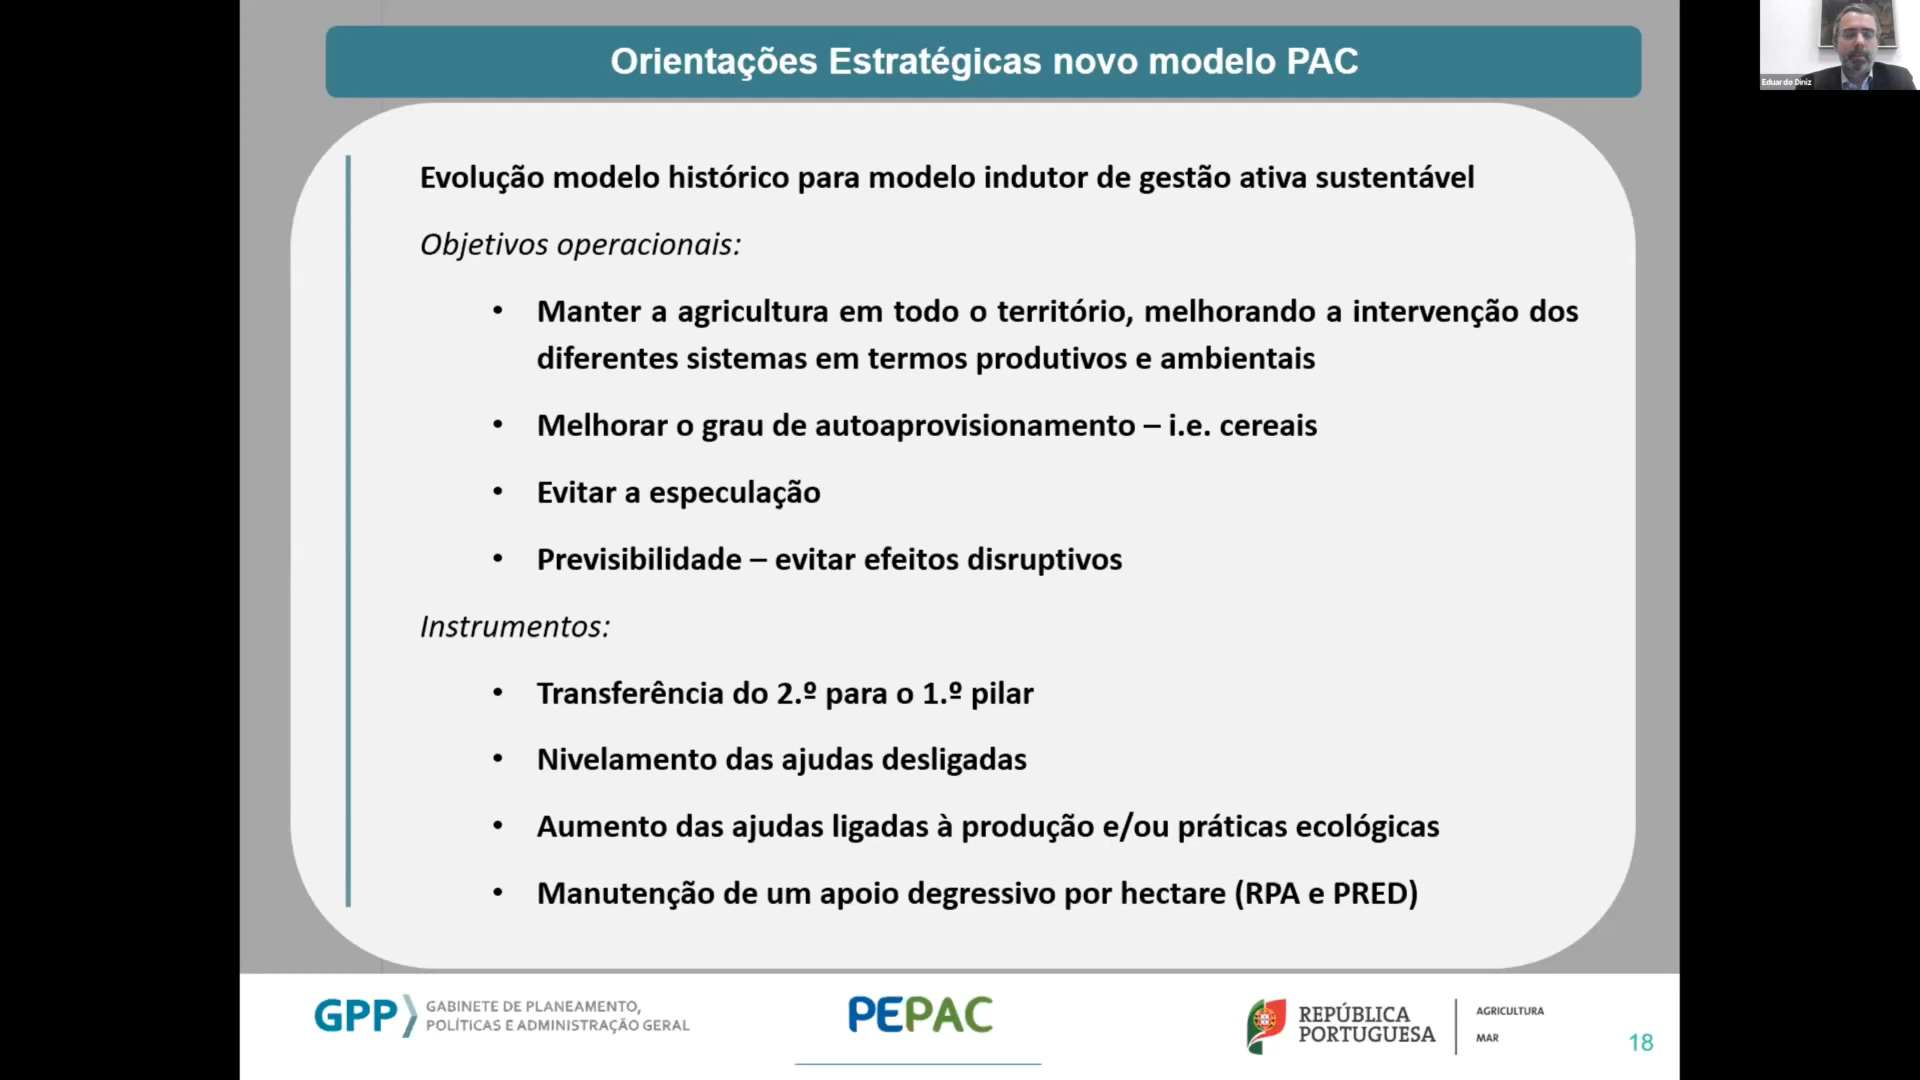 Orientações Estratégicas novo modelo PAC
Eduardo Diniz
Evolução modelo histórico para modelo indutor de gestão ativa sustentável
Objetivos operacionais:
• Manter a agricultura em todo o território, melhorando a intervenção dos
diferentes sistemas em termos produtivos e ambientais
• Melhorar o grau de autoaprovisionamento – i.e. cereais
• Evitar a especulação
• Previsibilidade – evitar efeitos disruptivos
Instrumentos:
• Transferência do 2.º para o 1.º pilar
• Nivelamento das ajudas desligadas
• Aumento das ajudas ligadas à produção e/ou práticas ecológicas
• Manutenção de um apoio degressivo por hectare (RPA e PRED)
GPP
GABINETE DE PLANEAMENTO,
POLÍTICAS E ADMINISTRAÇÃO GERAL
PEPAC
REPÚBLICA
PORTUGUESA
AGRICULTURA
MAR
18